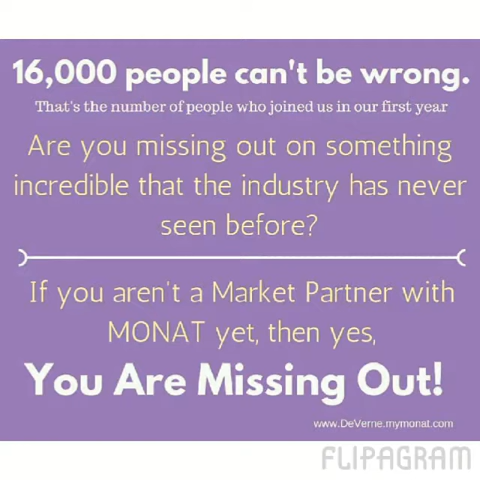 16,000 people can't be wrong.
That's the number of people who joined us in our first year
Are you missing out on something
incredible that the industry has never
seen before?
If you aren't a Market Partner with
MONAT yet, then yes,
You Are Missing Out!
www.DeVerne.mymonat.com
FLIPAGRAM